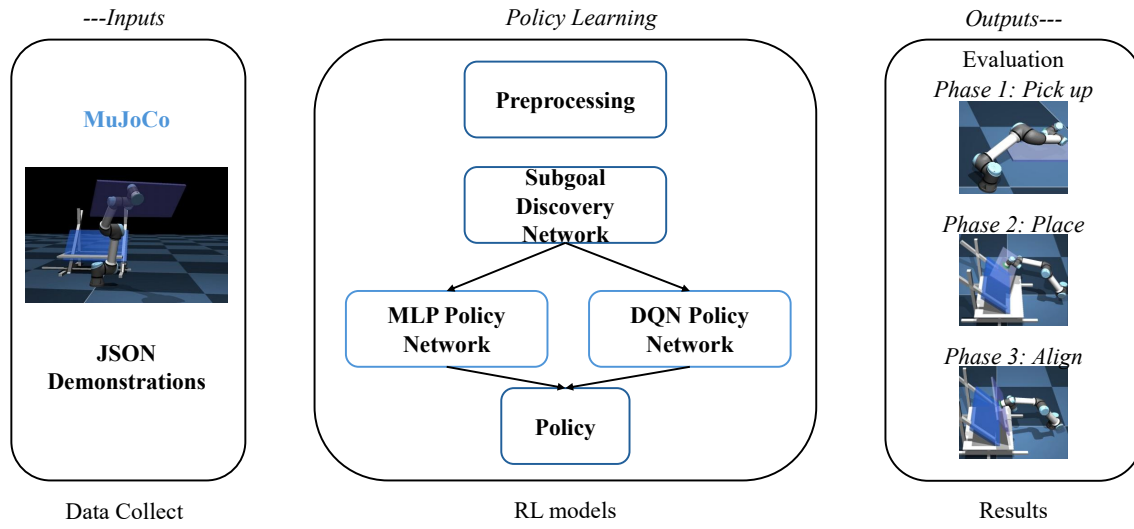 ---Inputs
Policy Learning
Outputs---
MuJoCo
JSON
Demonstrations
Data Collect
Preprocessing
Subgoal
Discovery
Network
MLP Policy
Network
DQN Policy
Network
Policy
RL models
Evaluation
Phase 1: Pick up
Phase 2: Place
Phase 3: Align
Results